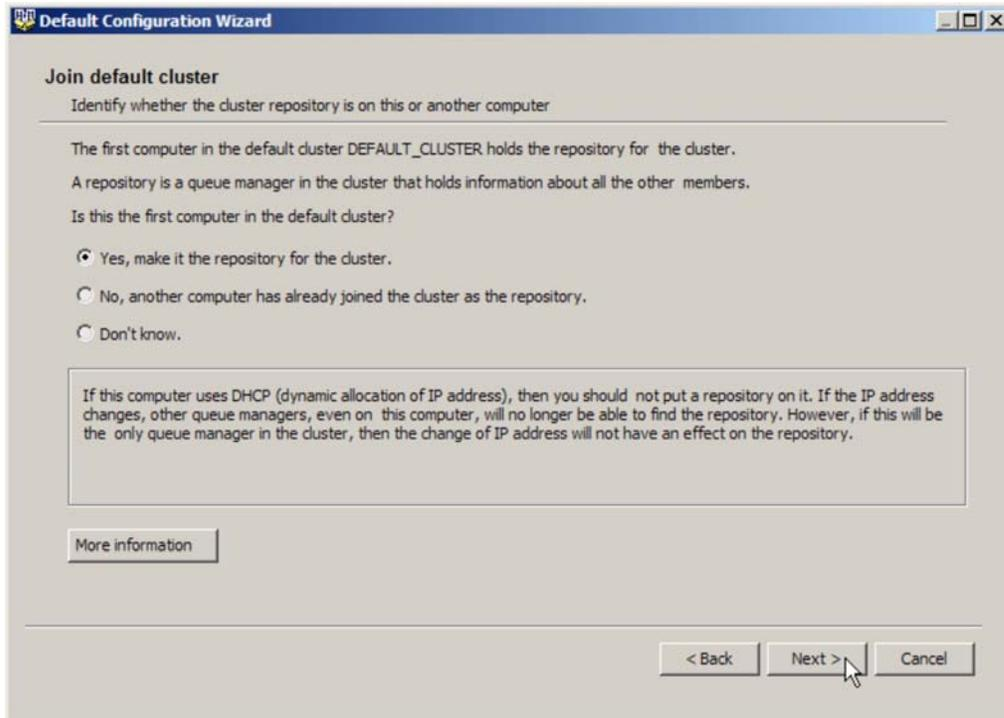 Default Configuration Wizard
Join default cluster
Identify whether the cluster repository is on this or another computer
The first computer in the default cluster DEFAULT_CLUSTER holds the repository for the cluster.
A repository is a queue manager in the cluster that holds information about all the other members.
Is this the first computer in the default cluster?
Yes, make it the repository for the cluster.
No, another computer has already joined the cluster as the repository.
Don't know.
If this computer uses DHCP (dynamic allocation of IP address), then you should not put a repository on it. If the IP address
changes, other queue managers, even on this computer, will no longer be able to find the repository. However, if this will be
the only queue manager in the cluster, then the change of IP address will not have an effect on the repository.
More information
< Back
Next >
Cancel